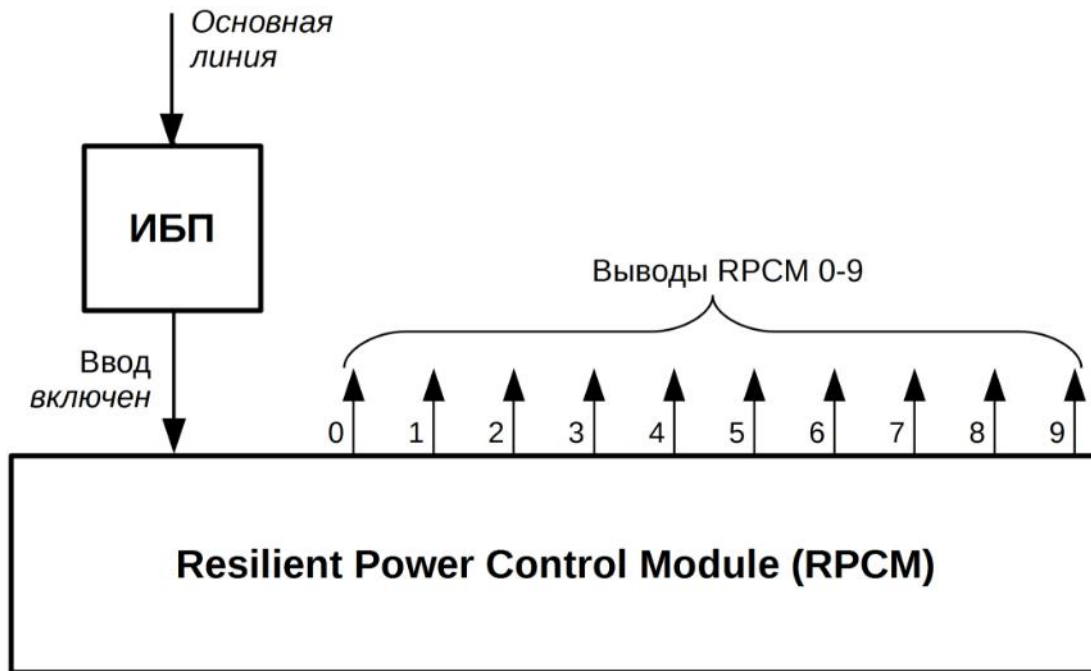 Основная
линия
ИБП
Выводы RPCM 0-9
Ввод
включен
0 1 2 3 4 5 6 7 8 9
Resilient Power Control Module (RPCM)